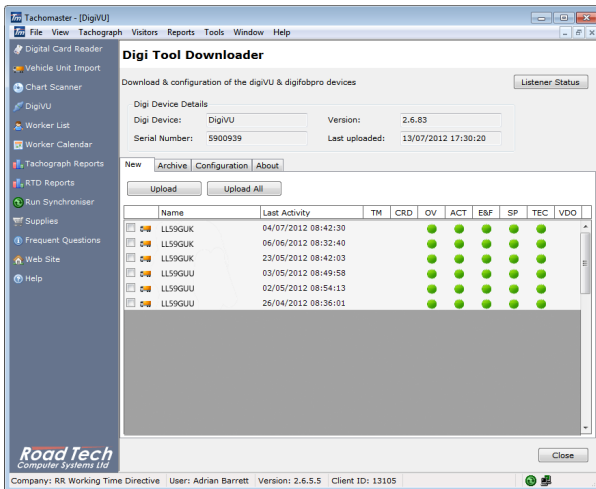 Tachomaster - [DigiVU]
File View Tachograph Visitors Reports Tools Window Help
Digital Card Reader
Vehicle Unit Import
Chart Scanner
DigiVU
Worker List
Worker Calendar
Tachograph Reports
RTD Reports
Run Synchroniser
Supplies
Frequent Questions
Web Site
Help
Road Tech
Computer Systems Ltd
Digi Tool Downloader
Download & configuration of the digiVU & digifobpro devices
Listener Status
Digi Device Details
Digi Device: DigiVU Version: 2.6.83
Serial Number: 5900939 Last uploaded: 13/07/2012 17:30:20
New Archive Configuration About
Upload Upload All
Name Last Activity TM CRD OV ACT E&F SP TEC VDO
LL59GUK 04/07/2012 08:42:30
LL59GUK 06/06/2012 08:32:40
LL59GUK 23/05/2012 08:42:03
LL59GUU 03/05/2012 08:49:58
LL59GUU 02/05/2012 08:54:13
LL59GUU 26/04/2012 08:36:01
Close
Company: RR Working Time Directive User: Adrian Barrett Version: 2.6.5.5 Client ID: 13105